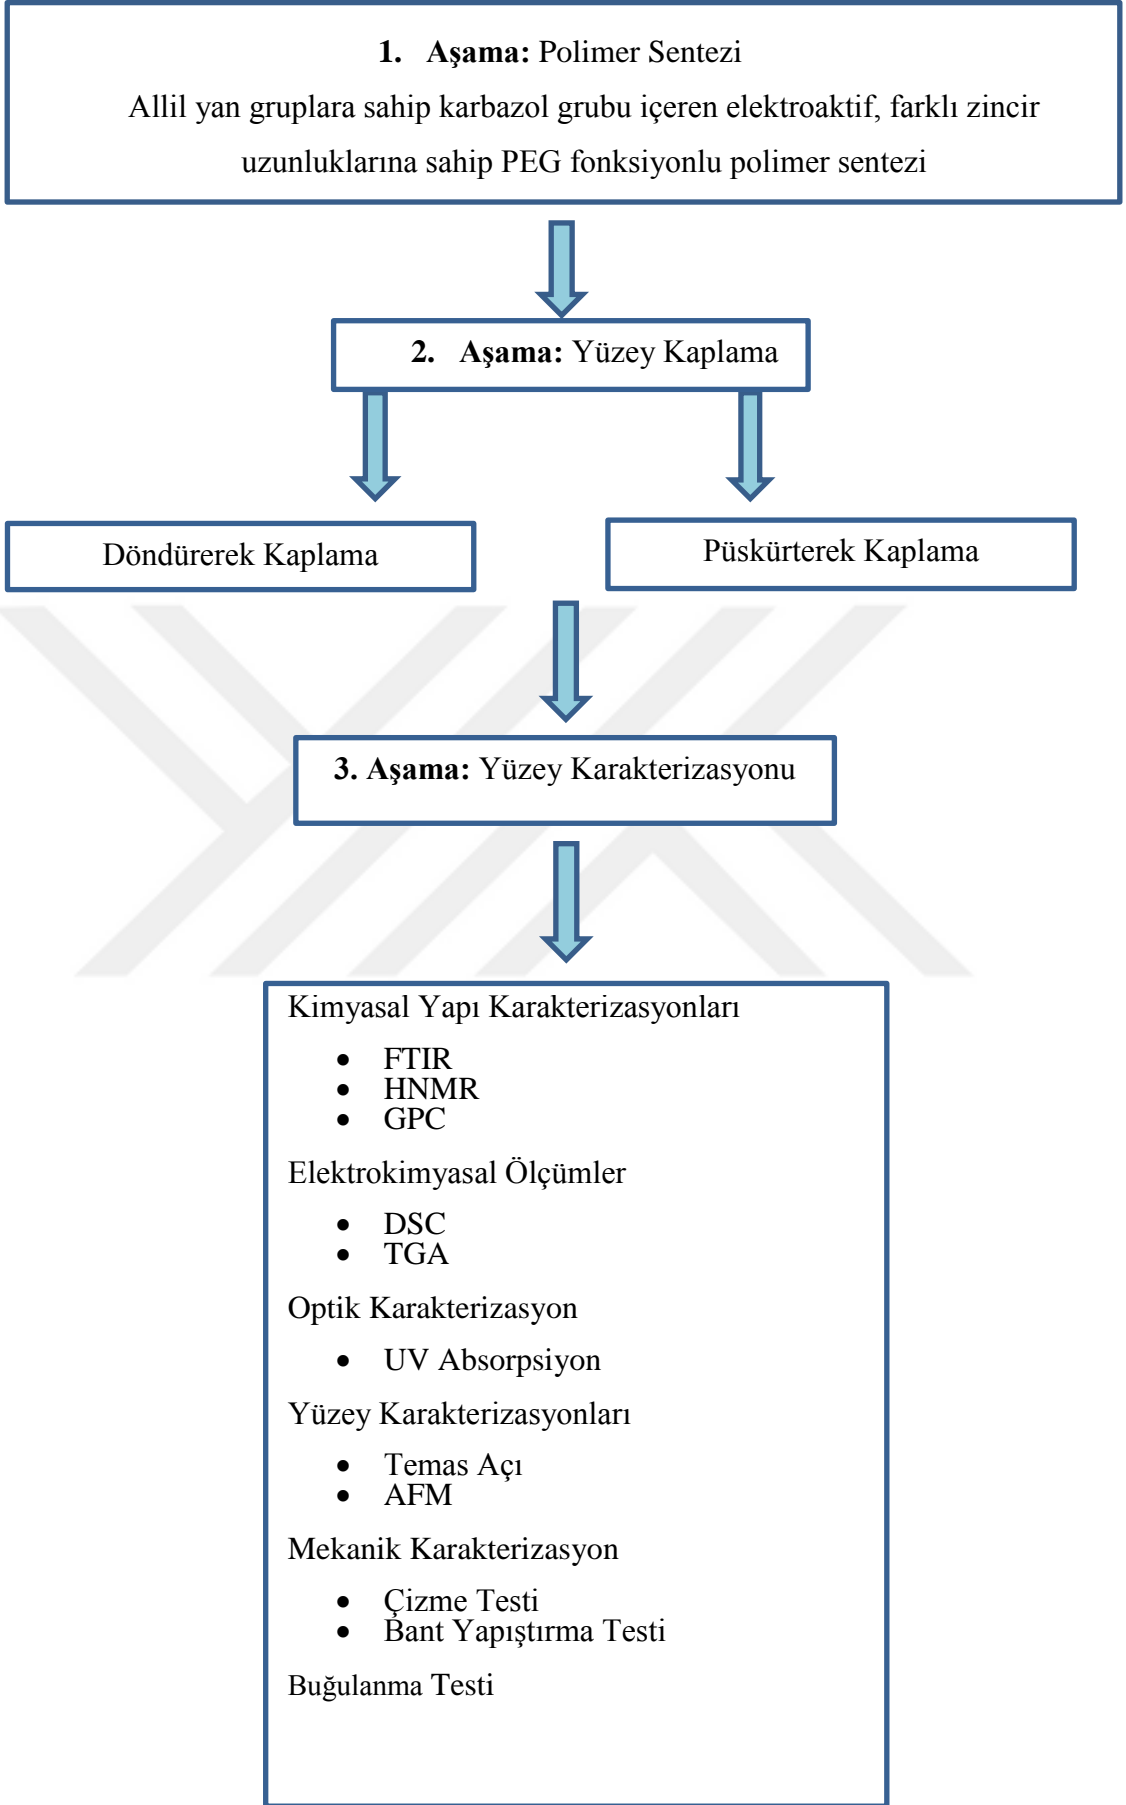 1. Aşama: Polimer Sentezi
Allil yan gruplara sahip karbazol grubu içeren elektroaktif, farklı zincir
uzunluklarına sahip PEG fonksiyonlu polimer sentezi
2. Aşama: Yüzey Kaplama
Döndürerek Kaplama
Püskürterek Kaplama
3. Aşama: Yüzey Karakterizasyonu
Kimyasal Yapı Karakterizasyonları
• FTIR
• HNMR
• GPC
Elektrokimyasal Ölçümler
• DSC
• TGA
Optik Karakterizasyon
• UV Absorpsiyon
Yüzey Karakterizasyonları
• Temas Açı
• AFM
Mekanik Karakterizasyon
• Çizme Testi
• Bant Yapıştırma Testi
Buğulanma Testi